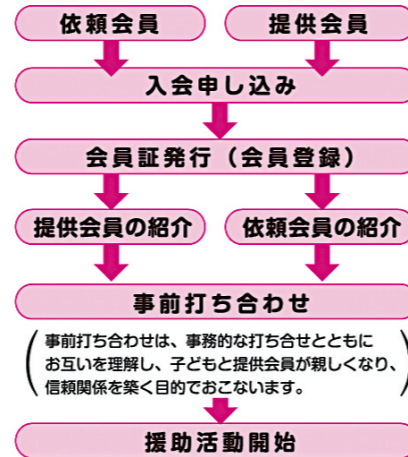 依頼会員
提供会員
入会申し込み
会員証発行（会員登録）
提供会員の紹介
依頼会員の紹介
事前打ち合わせ
事前打ち合わせは、事務的な打合せとともに
お互いを理解し、子どもと提供会員が親しくなり、
信頼関係を築く目的でおこないます。
援助活動開始